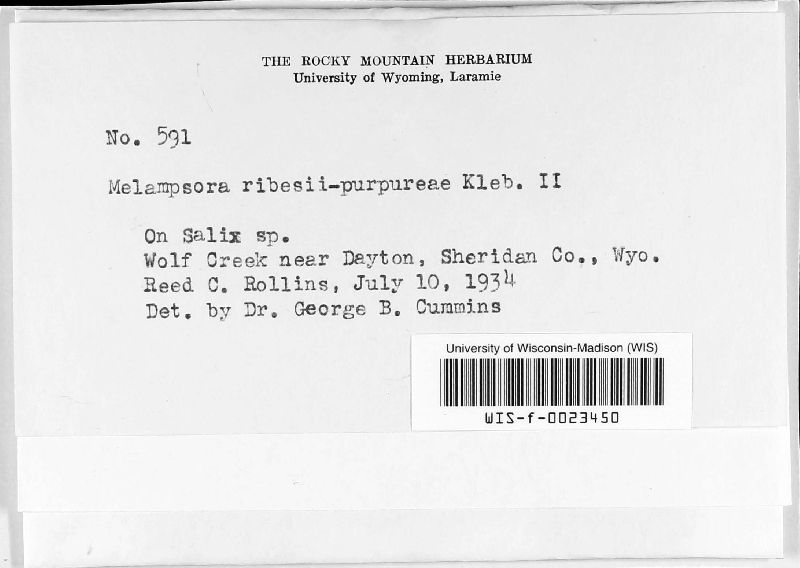 THE ROCKY MOUNTAIN HERBARIUM
University of Wyoming, Laramie
No. 591
Melampsora ribesii-purpureae Kleb. II
On Salix sp.
Wolf Creek near Dayton, Sheridan Co., Wyo.
Reed C. Rollins, July 10, 1934
Det. by Dr. George B. Cummins
University of Wisconsin-Madison (WIS)
WIS-f-0023450